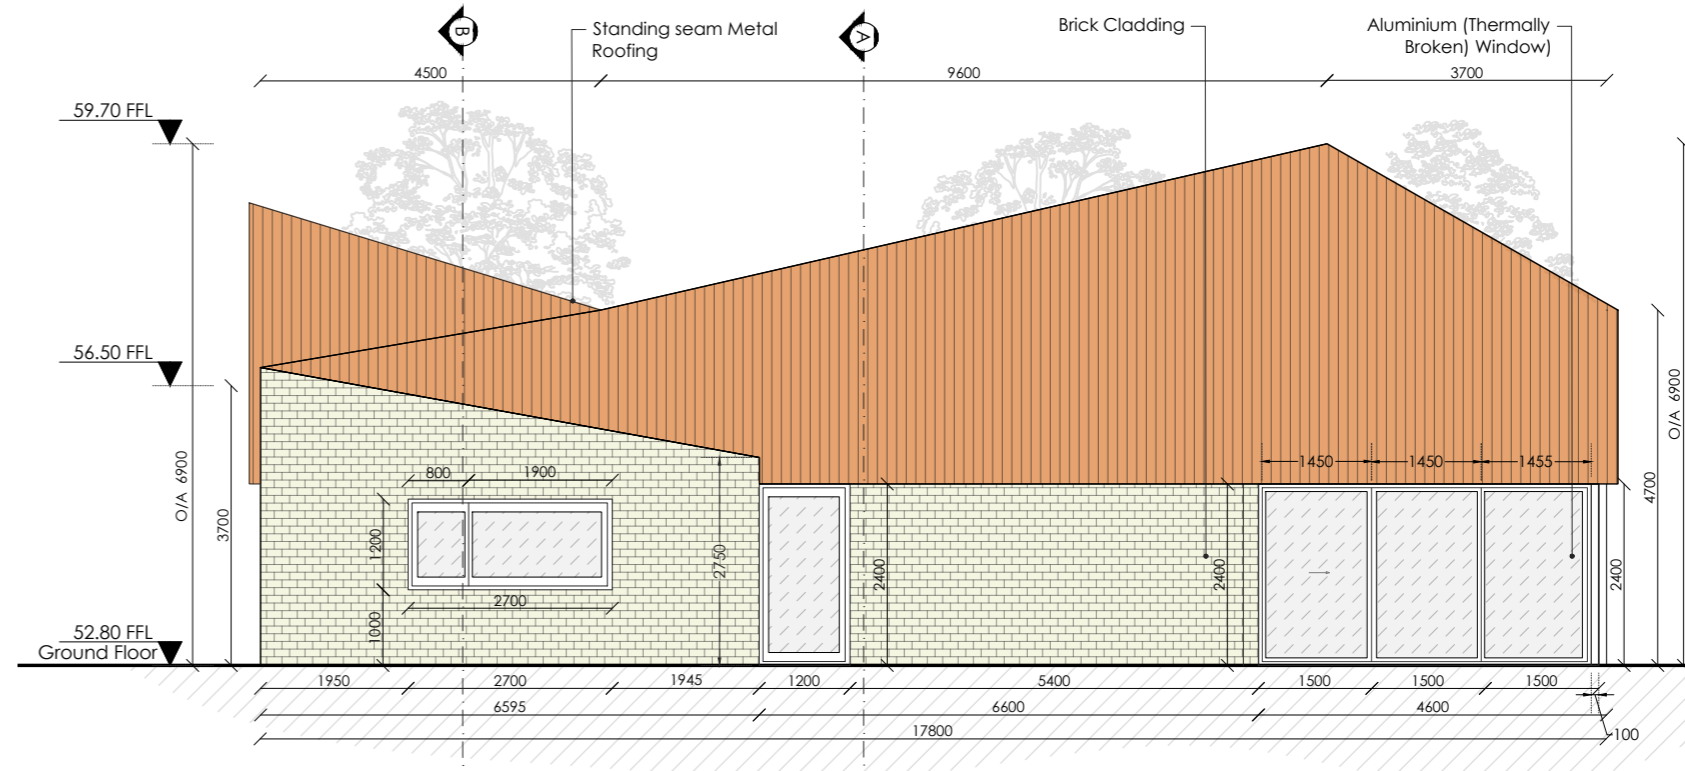 B
A
Standing seam Metal
Roofing
Brick Cladding
Aluminium (Thermally
Broken) Window)
4500
9600
3700
59.70 FFL
56.50 FFL
52.80 FFL
Ground Floor
O/A 6900
3700
800
1900
1200
2700
1000
2750
2400
2400
1450
1450
1455
2400
4700
O/A 6900
1950
2700
1945
1200
5400
1500
1500
1500
6595
6600
4600
17800
100